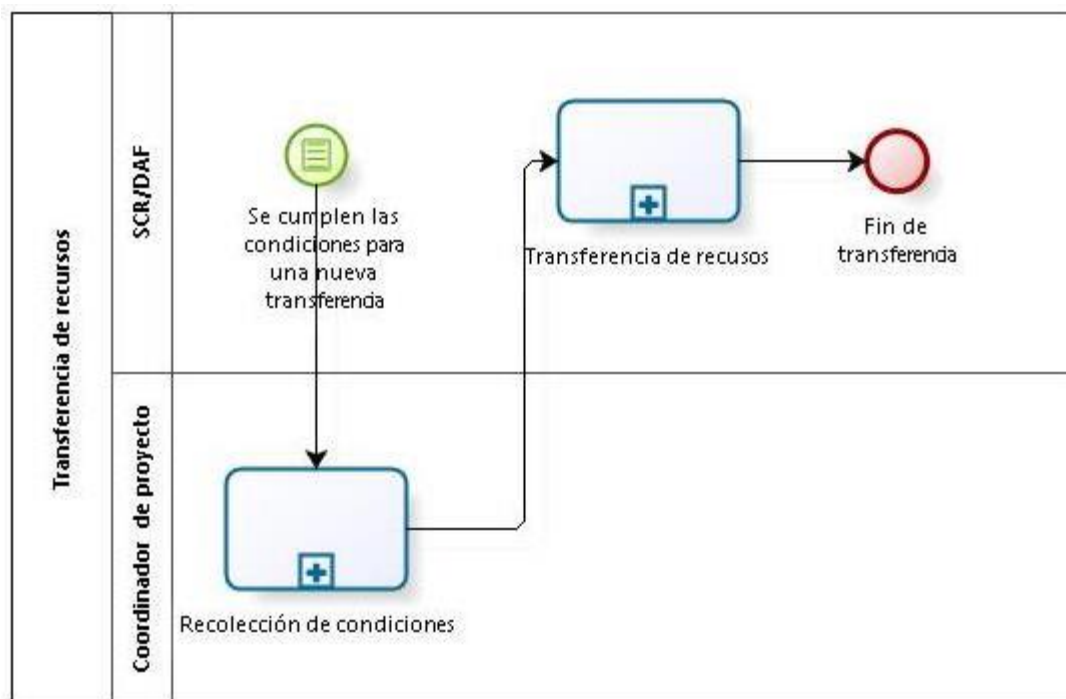 Transferencia de recursos
SCR/DAF
Se cumplen las
condiciones para
una nueva
transferencia
Transferencia de recusos
Fin de
transferencia
Coordinador de proyecto
Recolección de condiciones